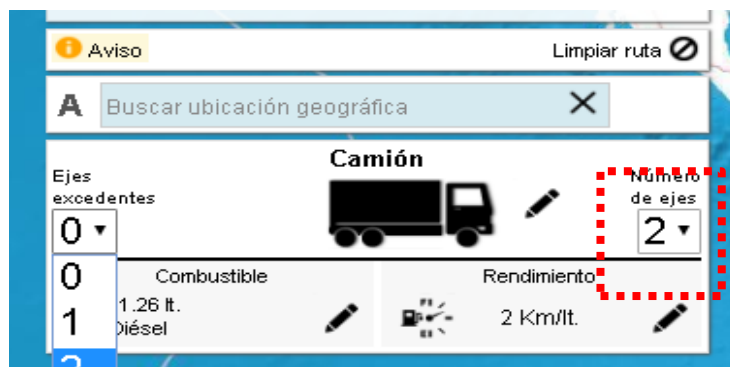 Aviso
Limpiar ruta
A
Buscar ubicación geográfica
Camión
Ejes
excedentes
0
Número
de ejes
2
0
1
2
Combustible
1.26 lt.
Diésel
Rendimiento
2 Km/lt.